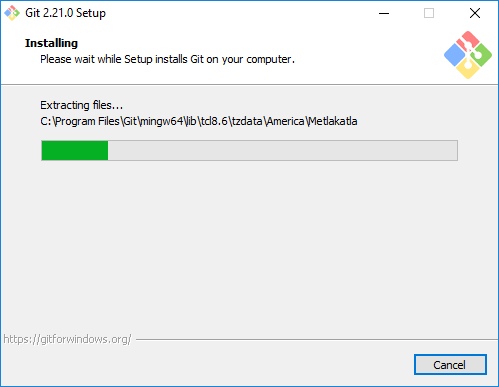 Git 2.21.0 Setup
Installing
Please wait while Setup installs Git on your computer.
Extracting files...
C:\Program Files\Git\mingw64\lib\tcl8.6\tzdata\America\Metlakatla
https://gitforwindows.org/
Cancel